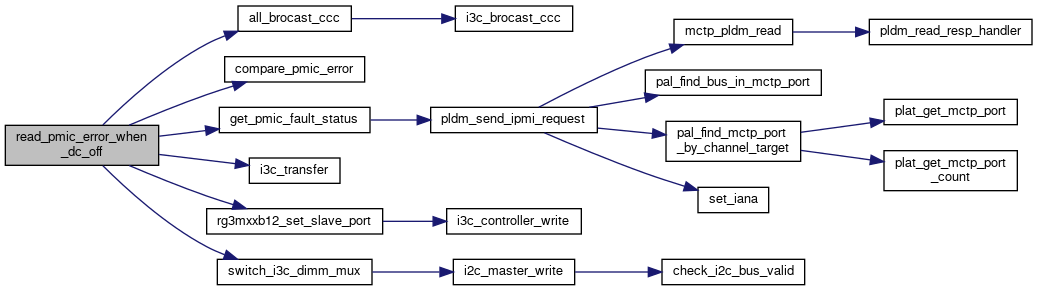 read_pmic_error_when
_dc_off
all_brocast_ccc
i3c_brocast_ccc
compare_pmic_error
get_pmic_fault_status
pldm_send_ipmi_request
mctp_pldm_read
pldm_read_resp_handler
pal_find_bus_in_mctp_port
pal_find_mctp_port
_by_channel_target
plat_get_mctp_port
plat_get_mctp_port
_count
set_iana
i3c_transfer
rg3mxxb12_set_slave_port
i3c_controller_write
switch_i3c_dimm_mux
i2c_master_write
check_i2c_bus_valid